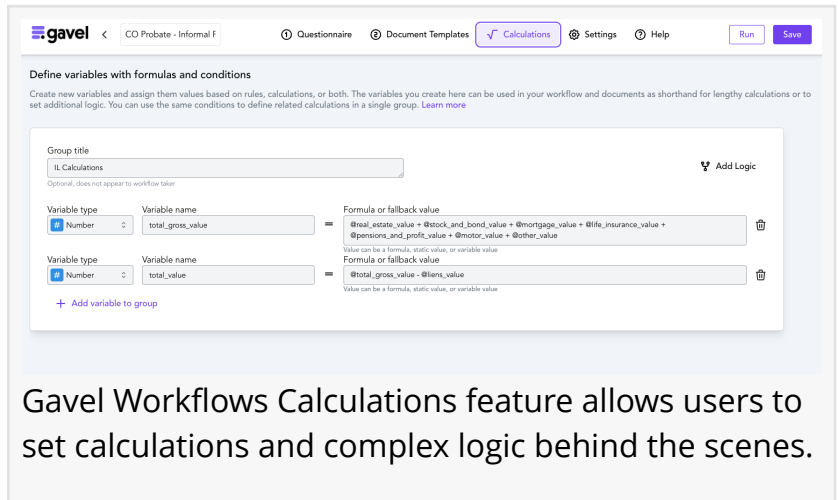 gavel
CO Probate - Informal F
1 Questionnaire
2 Document Templates
Calculations
Settings
Help
Run
Save
Define variables with formulas and conditions
Create new variables and assign them values based on rules, calculations, or both. The variables you create here can be used in your workflow and documents as shorthand for lengthy calculations or to
set additional logic. You can use the same conditions to define related calculations in a single group. Learn more
Group title
IL Calculations
Add Logic
Optional, does not appear to workflow taker
Variable type Variable name Formula or fallback value
# Number total_gross_value = @real_estate_value + @stock_and_bond_value + @mortgage_value + @life_insurance_value +
@pensions_and_profit_value + @motor_value + @other_value
Value can be a formula, static value, or variable value
Variable type Variable name Formula or fallback value
# Number total_value = @total_gross_value - @liens_value
Value can be a formula, static value, or variable value
+ Add variable to group
Gavel Workflows Calculations feature allows users to
set calculations and complex logic behind the scenes.